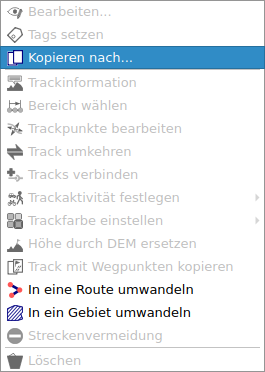 Bearbeiten...
Tags setzen
Kopieren nach...
Trackinformation
Bereich wählen
Trackpunkte bearbeiten
Track umkehren
Tracks verbinden
Trackaktivität festlegen
Trackfarbe einstellen
Höhe durch DEM ersetzen
Track mit Wegpunkten kopieren
In eine Route umwandeln
In ein Gebiet umwandeln
Streckenvermeidung
Löschen